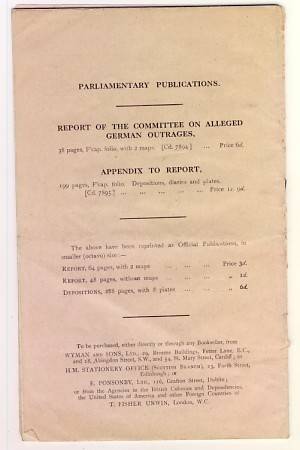 PARLIAMENTARY PUBLICATIONS.
REPORT OF THE COMMITTEE ON ALLEGED
GERMAN OUTRAGES,
38 pages, F'cap. folio, with 2 maps. [Cd. 7894] ... Price 6d.
APPENDIX TO REPORT,
199 pages, F'cap. folio. Depositions, diaries and plates.
[Cd. 7895] ... ... ... ... ... Price 1s. 9d.
The above have been reprinted as Official Publications, in
smaller (octavo) size:—
REPORT, 64 pages, with 2 maps ... ... ... Price 3d.
REPORT, 48 pages, without maps ... ... ... „ 1d.
DEPOSITIONS, 288 pages, with 8 plates ... ... „ 6d.
To be purchased, either directly or through any Bookseller, from
WYMAN AND SONS, LTD., 29, Breams Buildings, Fetter Lane, E.C.,
and 28, Abingdon Street, S.W., and 54, St. Mary Street, Cardiff; or
H.M. STATIONERY OFFICE (SCOTTISH BRANCH), 23, Forth Street,
Edinburgh; or
E. PONSONBY, LTD., 116, Grafton Street, Dublin;
or from the Agencies in the British Colonies and Dependencies,
the United States of America and other Foreign Countries of
T. FISHER UNWIN, London, W.C.